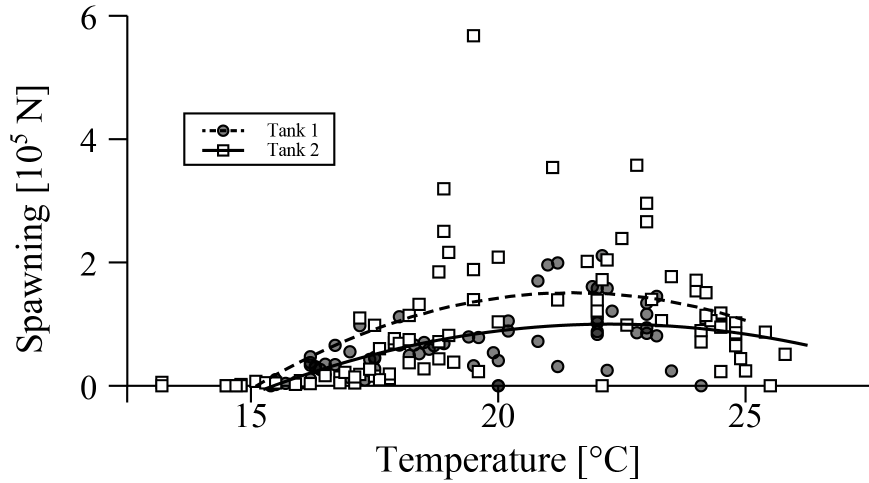 6
4
2
0
Spawning [10⁵ N]
Tank 1
Tank 2
15
20
25
Temperature [°C]